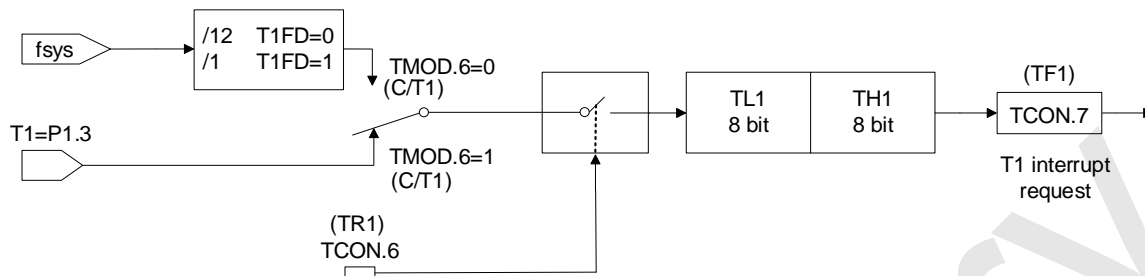 fsys
/12 T1FD=0
/1 T1FD=1
TMOD.6=0
(C/T1)
T1=P1.3
TMOD.6=1
(C/T1)
(TR1)
TCON.6
TL1
8 bit
TH1
8 bit
(TF1)
TCON.7
T1 interrupt
request